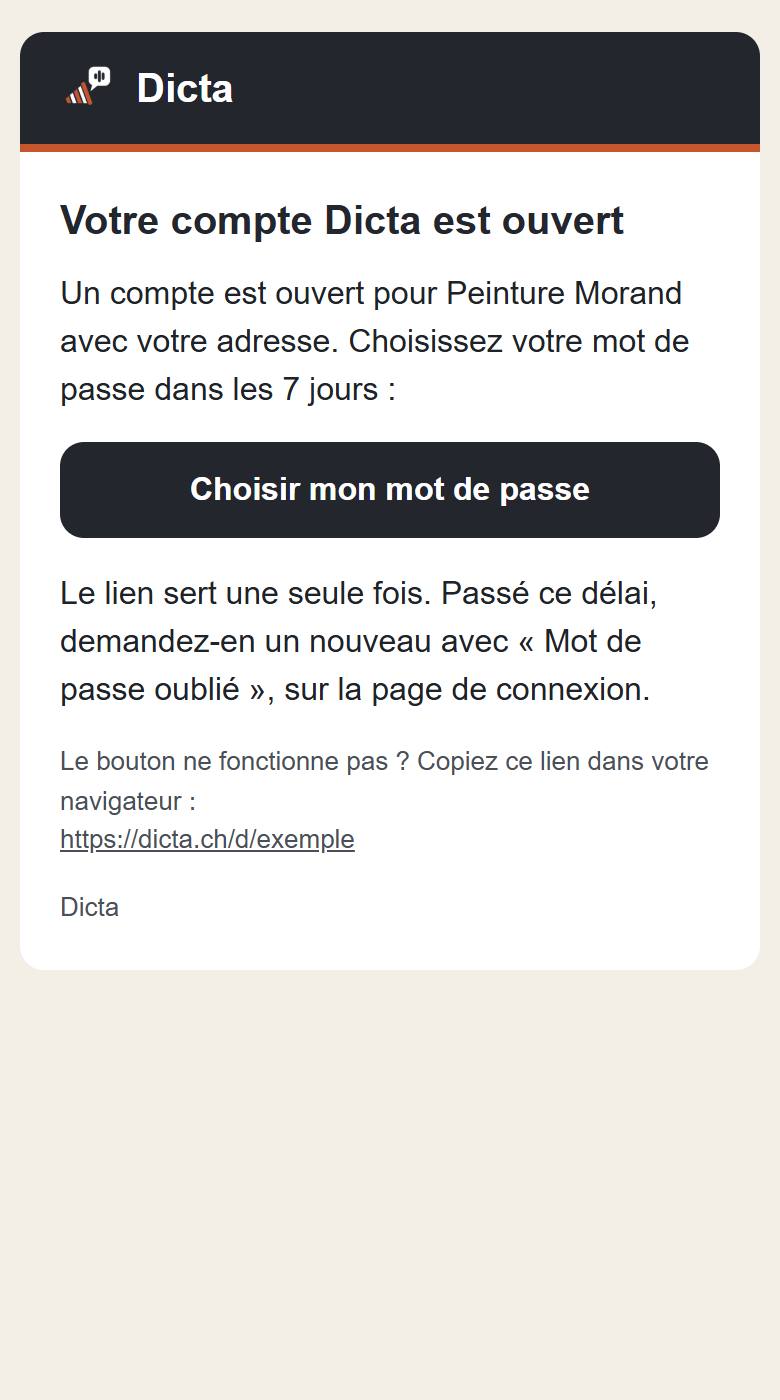 Dicta
Votre compte Dicta est ouvert
Un compte est ouvert pour Peinture Morand
avec votre adresse. Choisissez votre mot de
passe dans les 7 jours :
Choisir mon mot de passe
Le lien sert une seule fois. Passé ce délai,
demandez-en un nouveau avec « Mot de
passe oublié », sur la page de connexion.
Le bouton ne fonctionne pas ? Copiez ce lien dans votre
navigateur :
https://dicta.ch/d/exemple
Dicta